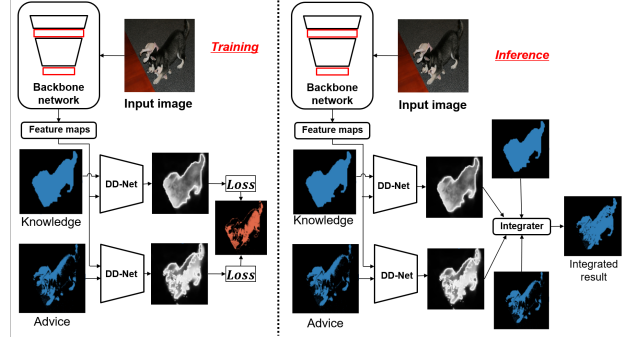 Training
Backbone
network
Input image
Feature maps
DD-Net
Loss
Knowledge
DD-Net
Loss
Advice
Inference
Backbone
network
Input image
Feature maps
DD-Net
Knowledge
Integrater
DD-Net
Integrated
result
Advice